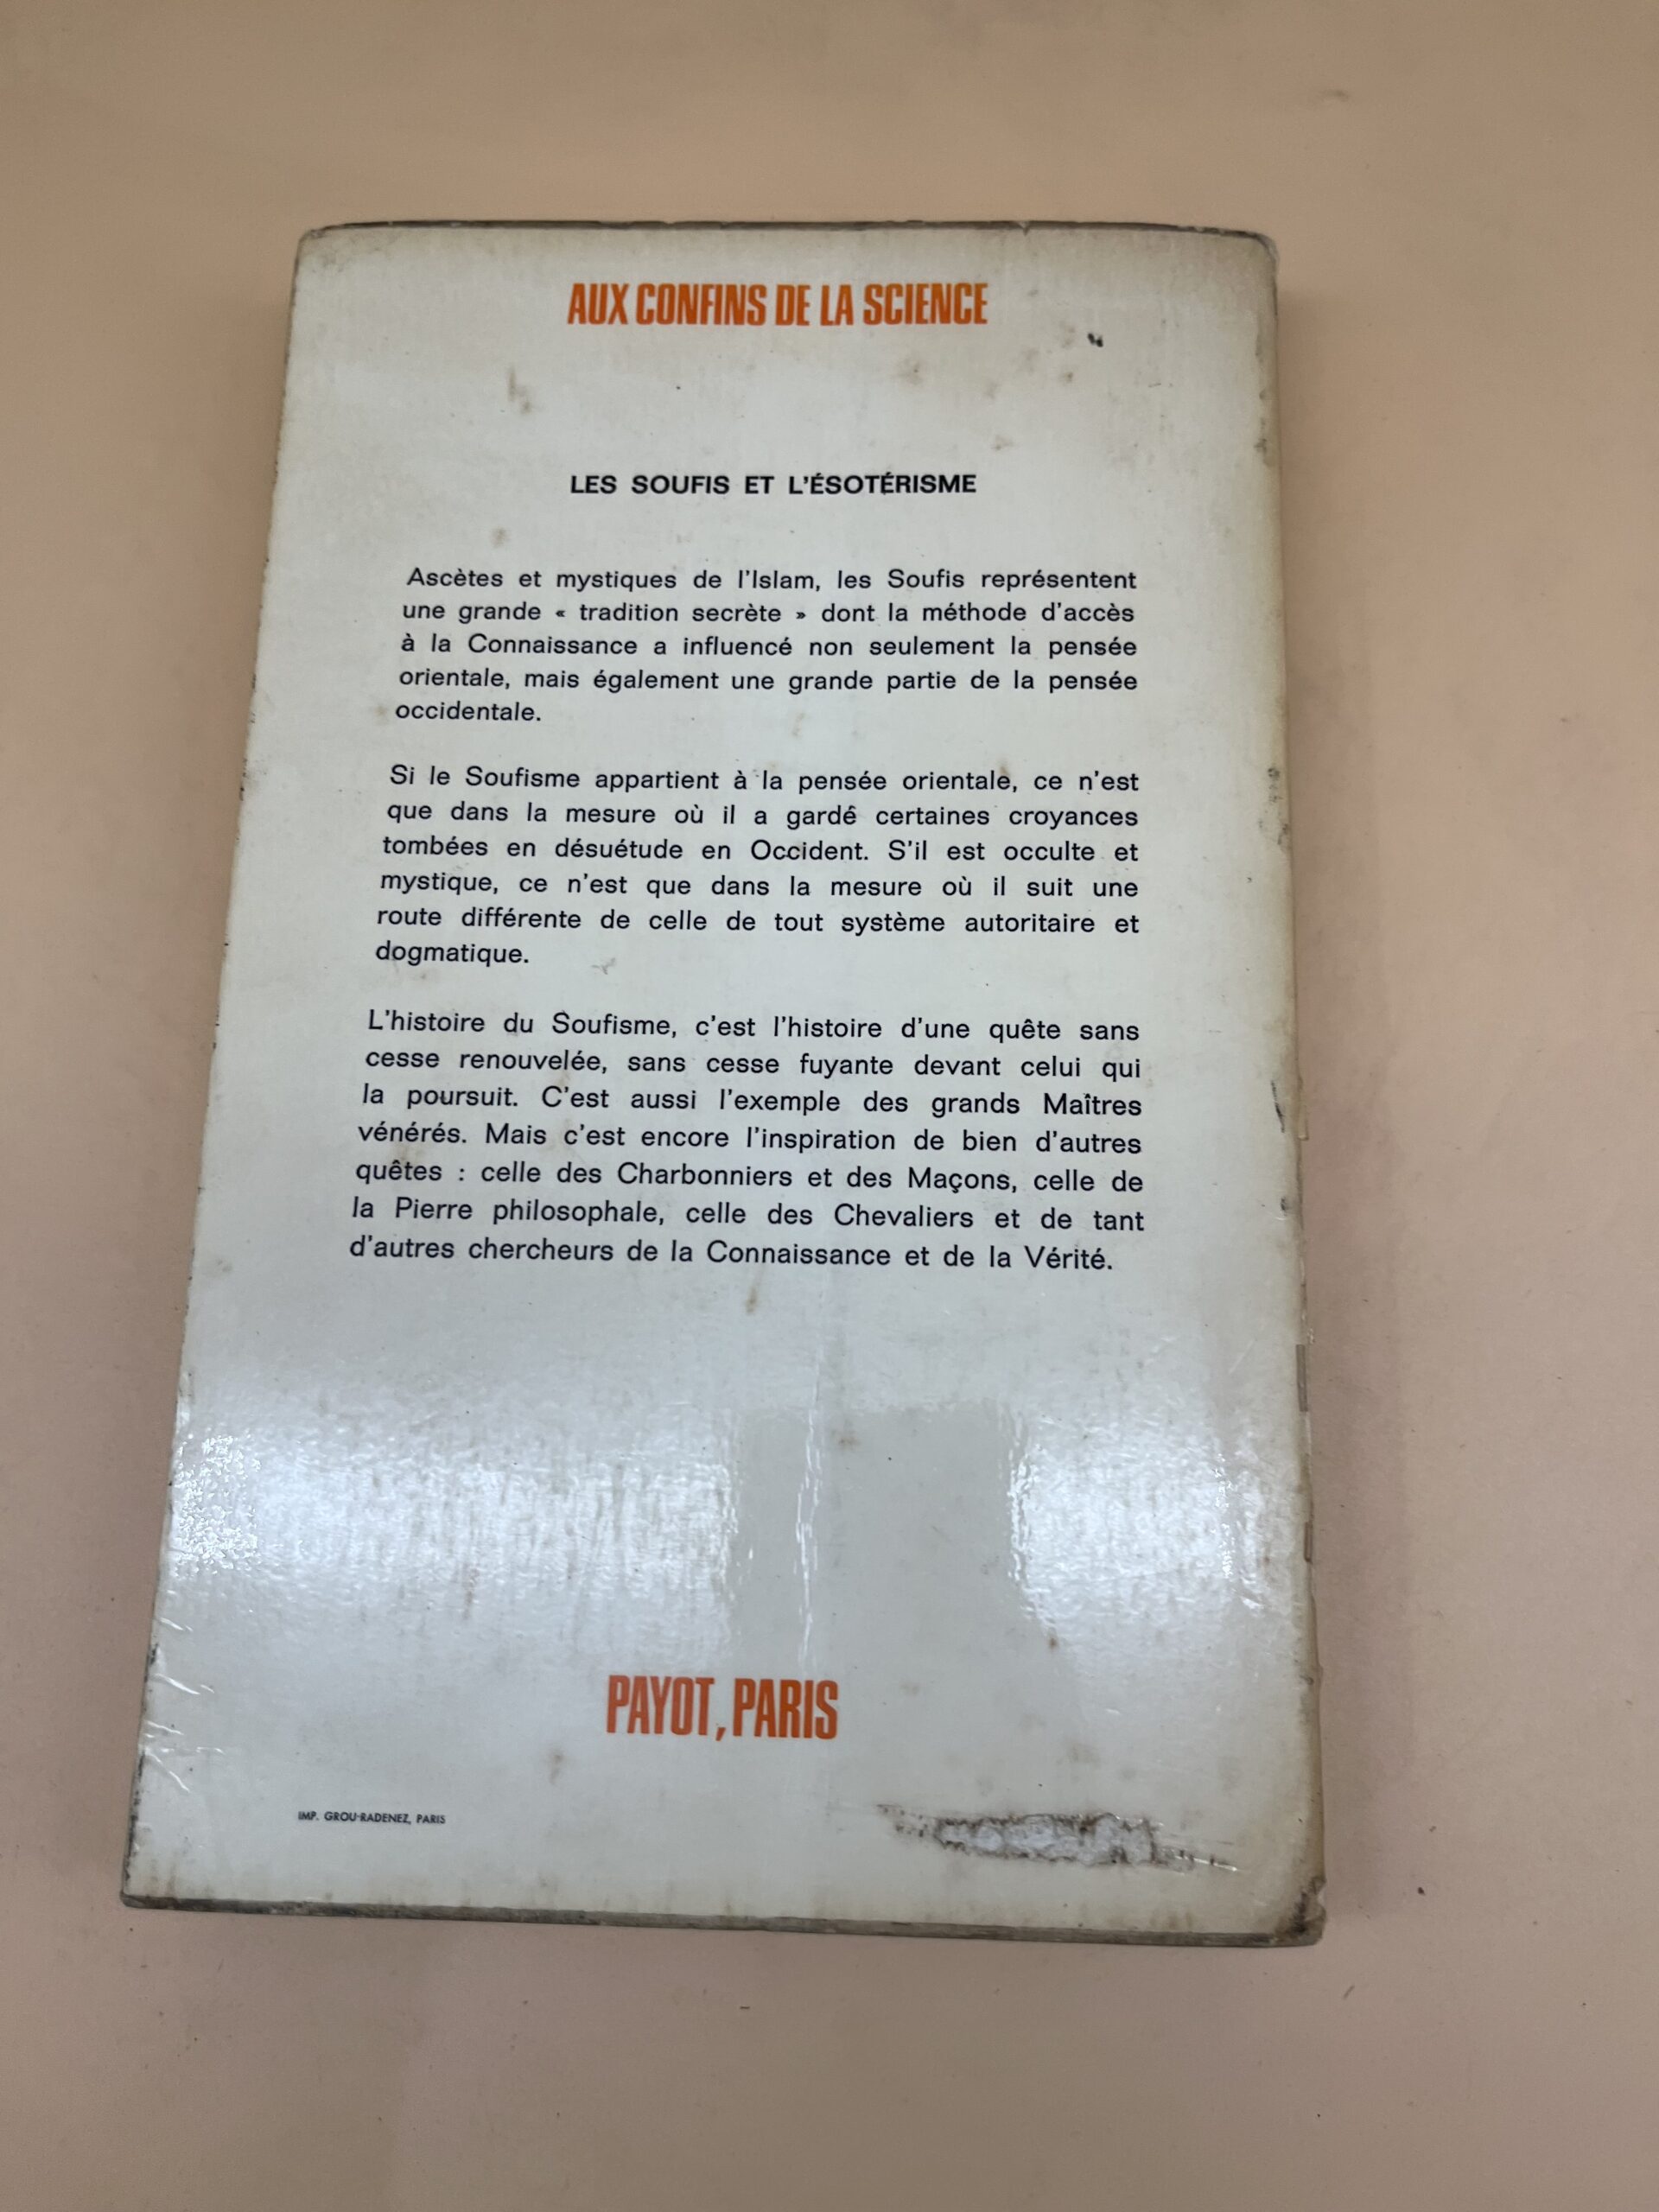 AUX CONFINS DE LA SCIENCE
LES SOUFIS ET L'ÉSOTÉRISME
Ascètes et mystiques de l'Islam, les Soufis représentent
une grande « tradition secrète » dont la méthode d'accès
à la Connaissance a influencé non seulement la pensée
orientale, mais également une grande partie de la pensée
occidentale.
Si le Soufisme appartient à la pensée orientale, ce n'est
que dans la mesure où il a gardé certaines croyances
tombées en désuétude en Occident. S'il est occulte et
mystique, ce n'est que dans la mesure où il suit une
route différente de celle de tout système autoritaire et
dogmatique.
L'histoire du Soufisme, c'est l'histoire d'une quête sans
cesse renouvelée, sans cesse fuyante devant celui qui
la poursuit. C'est aussi l'exemple des grands Maîtres
vénérés. Mais c'est encore l'inspiration de bien d'autres
quêtes : celle des Charbonniers et des Maçons, celle de
la Pierre philosophale, celle des Chevaliers et de tant
d'autres chercheurs de la Connaissance et de la Vérité.
PAYOT, PARIS
IMP. GROU-RADENEZ, PARIS